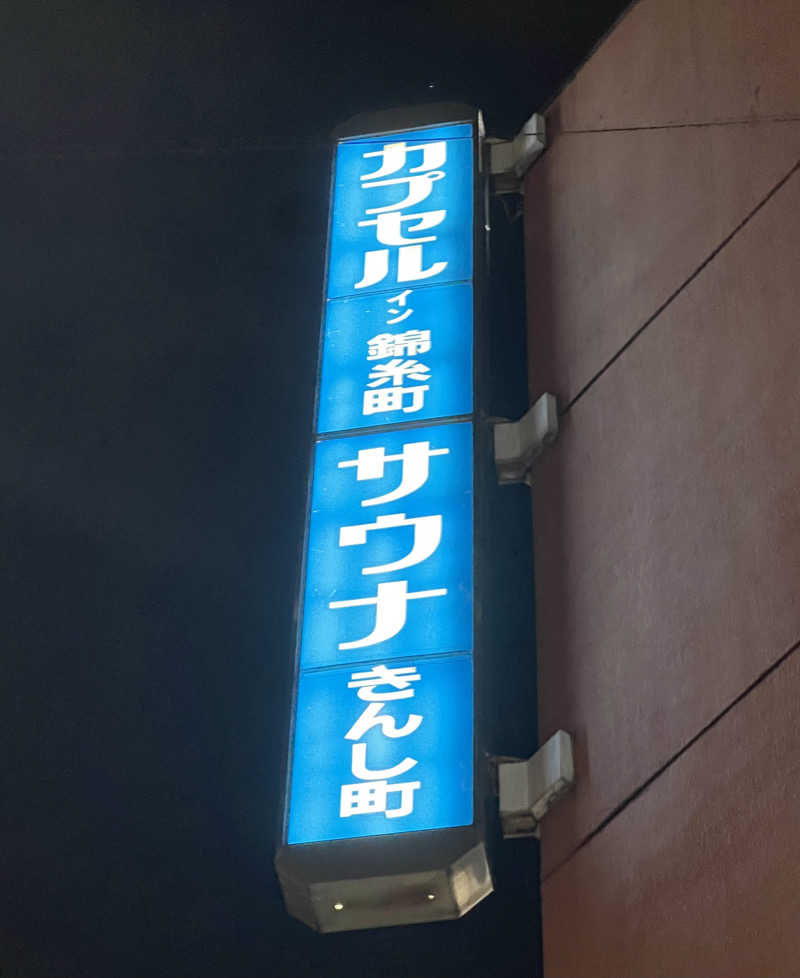 カプセル
イン
錦糸町
サウナ
きんし町